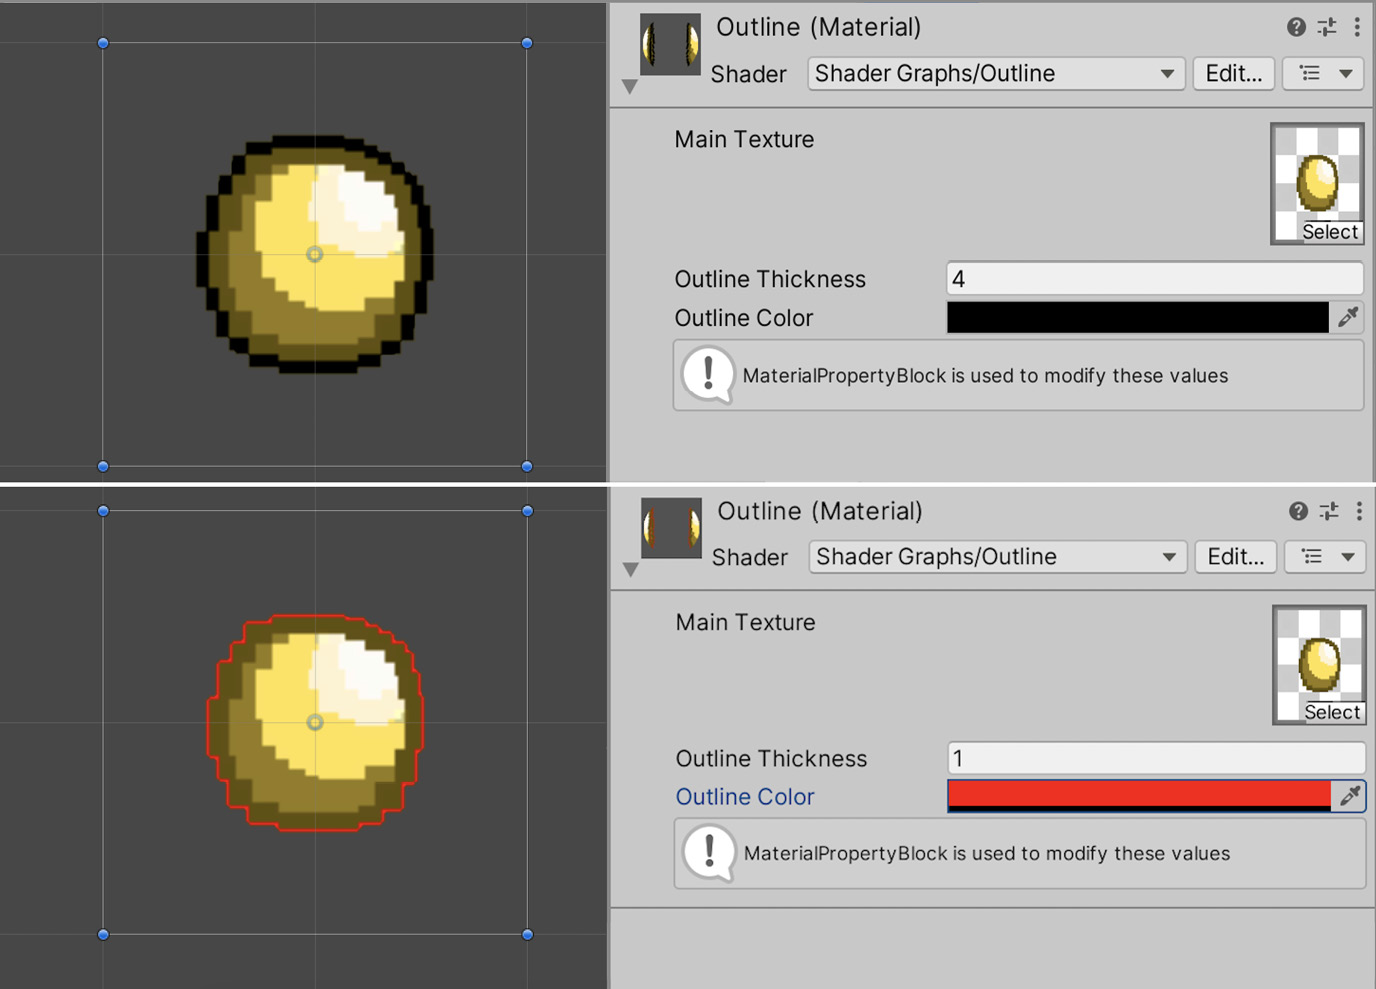 Outline (Material)
Shader
Shader Graphs/Outline
Edit...
Main Texture
Select
Outline Thickness
4
Outline Color
MaterialPropertyBlock is used to modify these values
Outline (Material)
Shader
Shader Graphs/Outline
Edit...
Main Texture
Select
Outline Thickness
1
Outline Color
MaterialPropertyBlock is used to modify these values